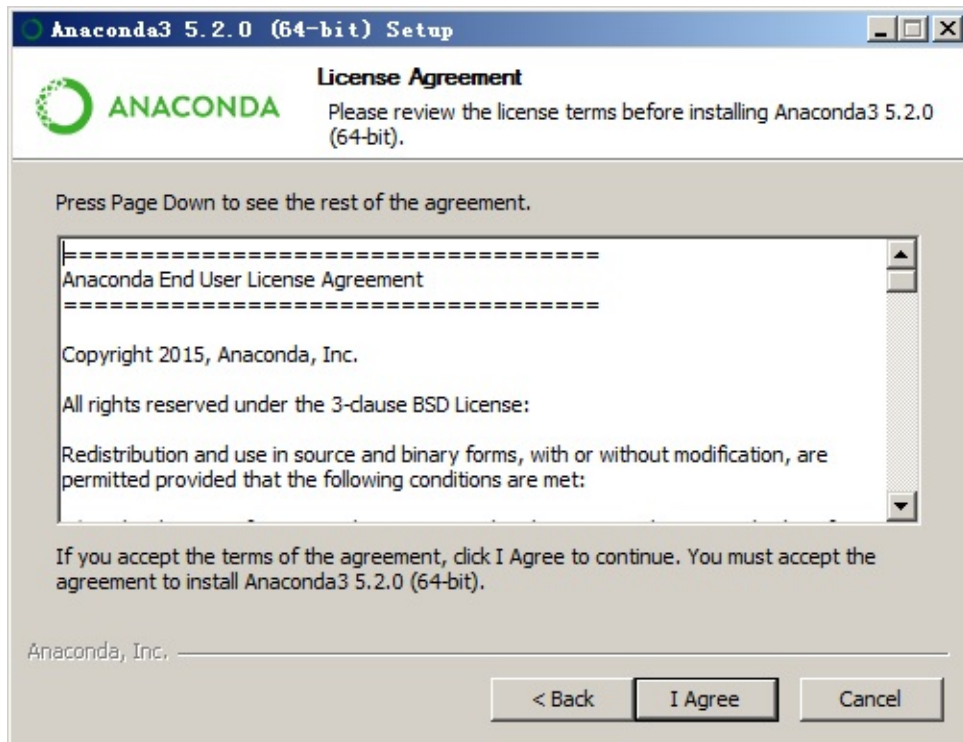 Anaconda3 5.2.0 (64-bit) Setup
ANACONDA
License Agreement
Please review the license terms before installing Anaconda3 5.2.0
(64-bit).
Press Page Down to see the rest of the agreement.
===================================
Anaconda End User License Agreement
===================================
Copyright 2015, Anaconda, Inc.
All rights reserved under the 3-clause BSD License:
Redistribution and use in source and binary forms, with or without modification, are
permitted provided that the following conditions are met:
If you accept the terms of the agreement, click I Agree to continue. You must accept the
agreement to install Anaconda3 5.2.0 (64-bit).
Anaconda, Inc.
< Back
I Agree
Cancel